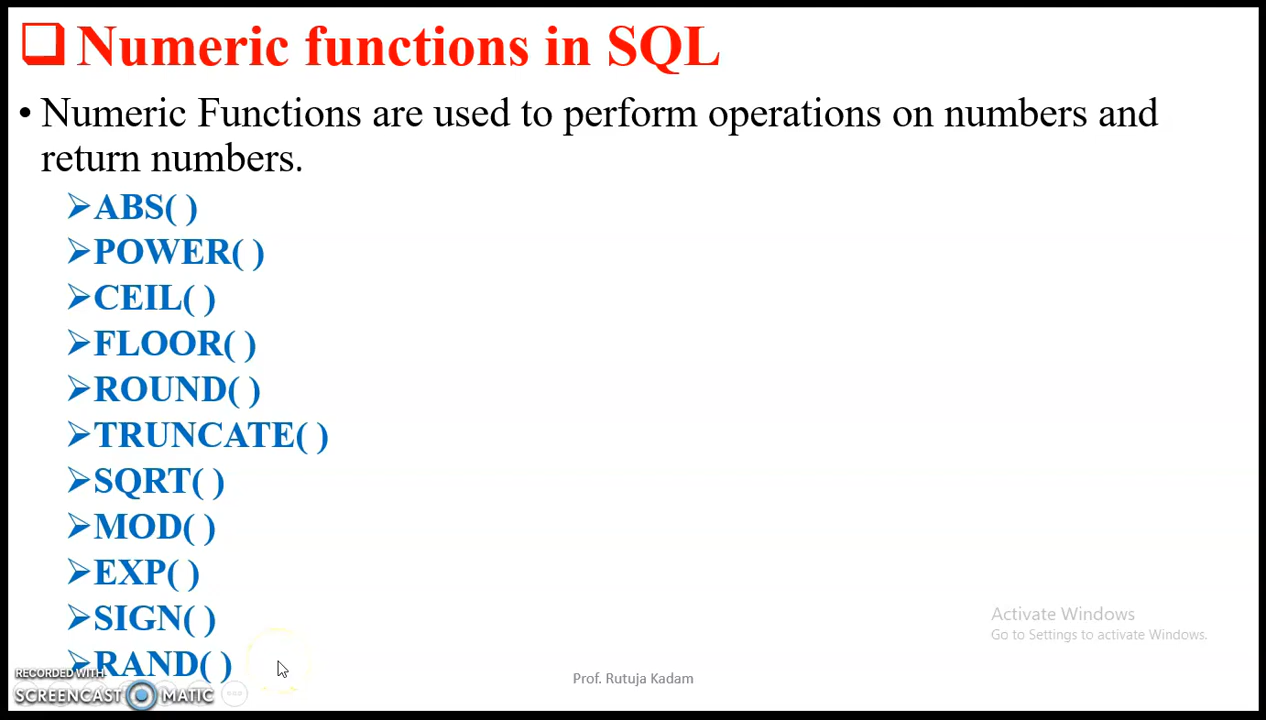 Numeric functions in SQL
• Numeric Functions are used to perform operations on numbers and
return numbers.
ABS( )
POWER( )
CEIL( )
FLOOR( )
ROUND( )
TRUNCATE( )
SQRT( )
MOD( )
EXP( )
SIGN( )
RAND( )
Activate Windows
Go to Settings to activate Windows.
Prof. Rutuja Kadam
RECORDED WITH
SCREENCAST MATIC